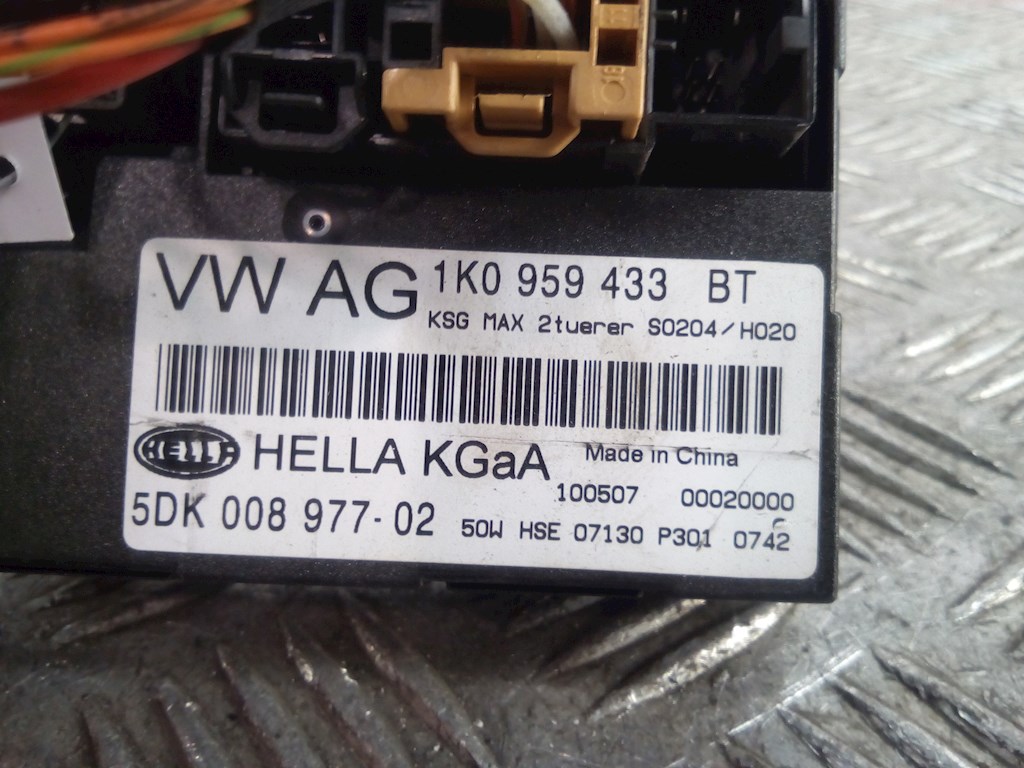 VW AG 1K0 959 433 BT
KSG MAX 2tuerer S0204/H020
HELLA HELLA KGaA Made in China
100507 00020000
5DK 008 977-02 50W HSE 07130 P301 0742